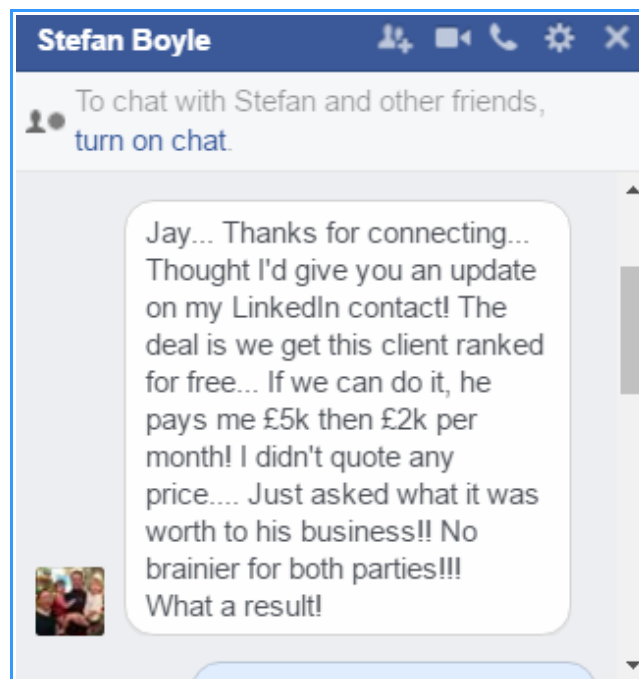 Stefan Boyle
To chat with Stefan and other friends,
turn on chat.
Jay... Thanks for connecting...
Thought I'd give you an update
on my LinkedIn contact! The
deal is we get this client ranked
for free... If we can do it, he
pays me £5k then £2k per
month! I didn't quote any
price.... Just asked what it was
worth to his business!! No
brainier for both parties!!!
What a result!